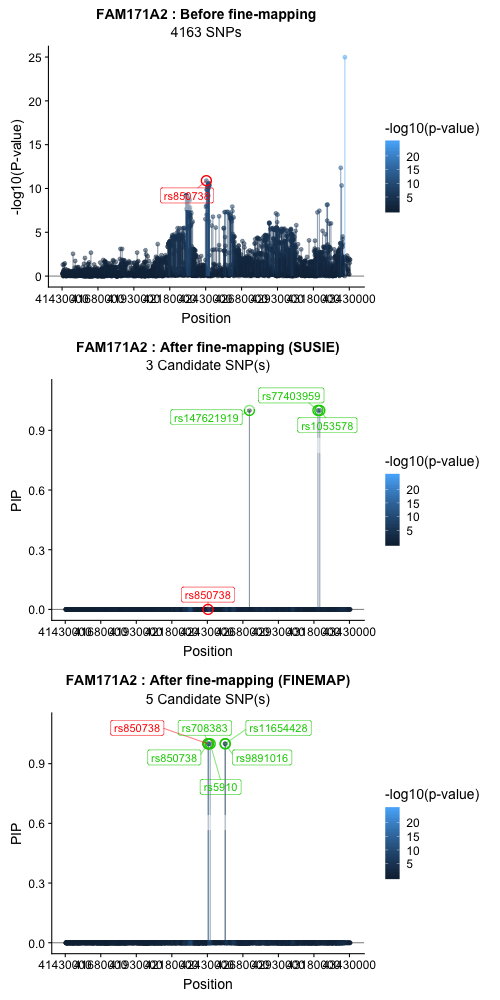 FAM171A2 : Before fine-mapping
4163 SNPs
25
20
15
10
5
0
-log10(P-value)
rs850738
Position
-log10(p-value)
20
15
10
5
FAM171A2 : After fine-mapping (SUSIE)
3 Candidate SNP(s)
0.9
0.6
0.3
0.0
PIP
rs77403959
rs147621919
rs1053578
rs850738
Position
-log10(p-value)
20
15
10
5
FAM171A2 : After fine-mapping (FINEMAP)
5 Candidate SNP(s)
0.9
0.6
0.3
0.0
PIP
rs850738
rs708383
rs11654428
rs850738
rs9891016
rs5910
Position
-log10(p-value)
20
15
10
5